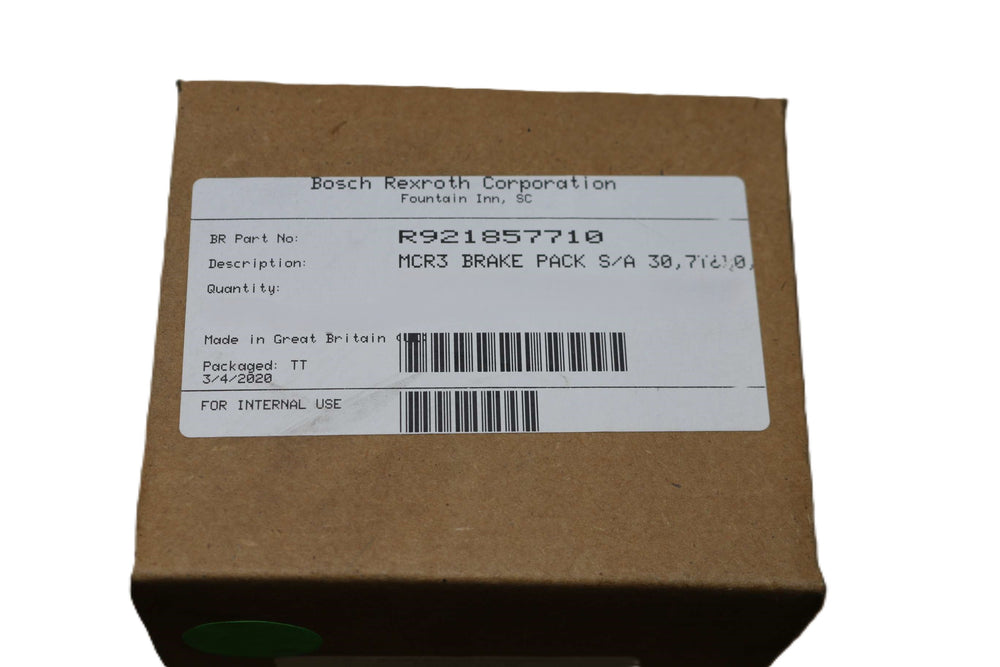 Bosch Rexroth Corporation
Fountain Inn, SC
BR Part No: R921857710
Description: MCR3 BRAKE PACK S/A
Quantity:
Made in Great Britain
Packaged: TT
3/4/2020
FOR INTERNAL USE